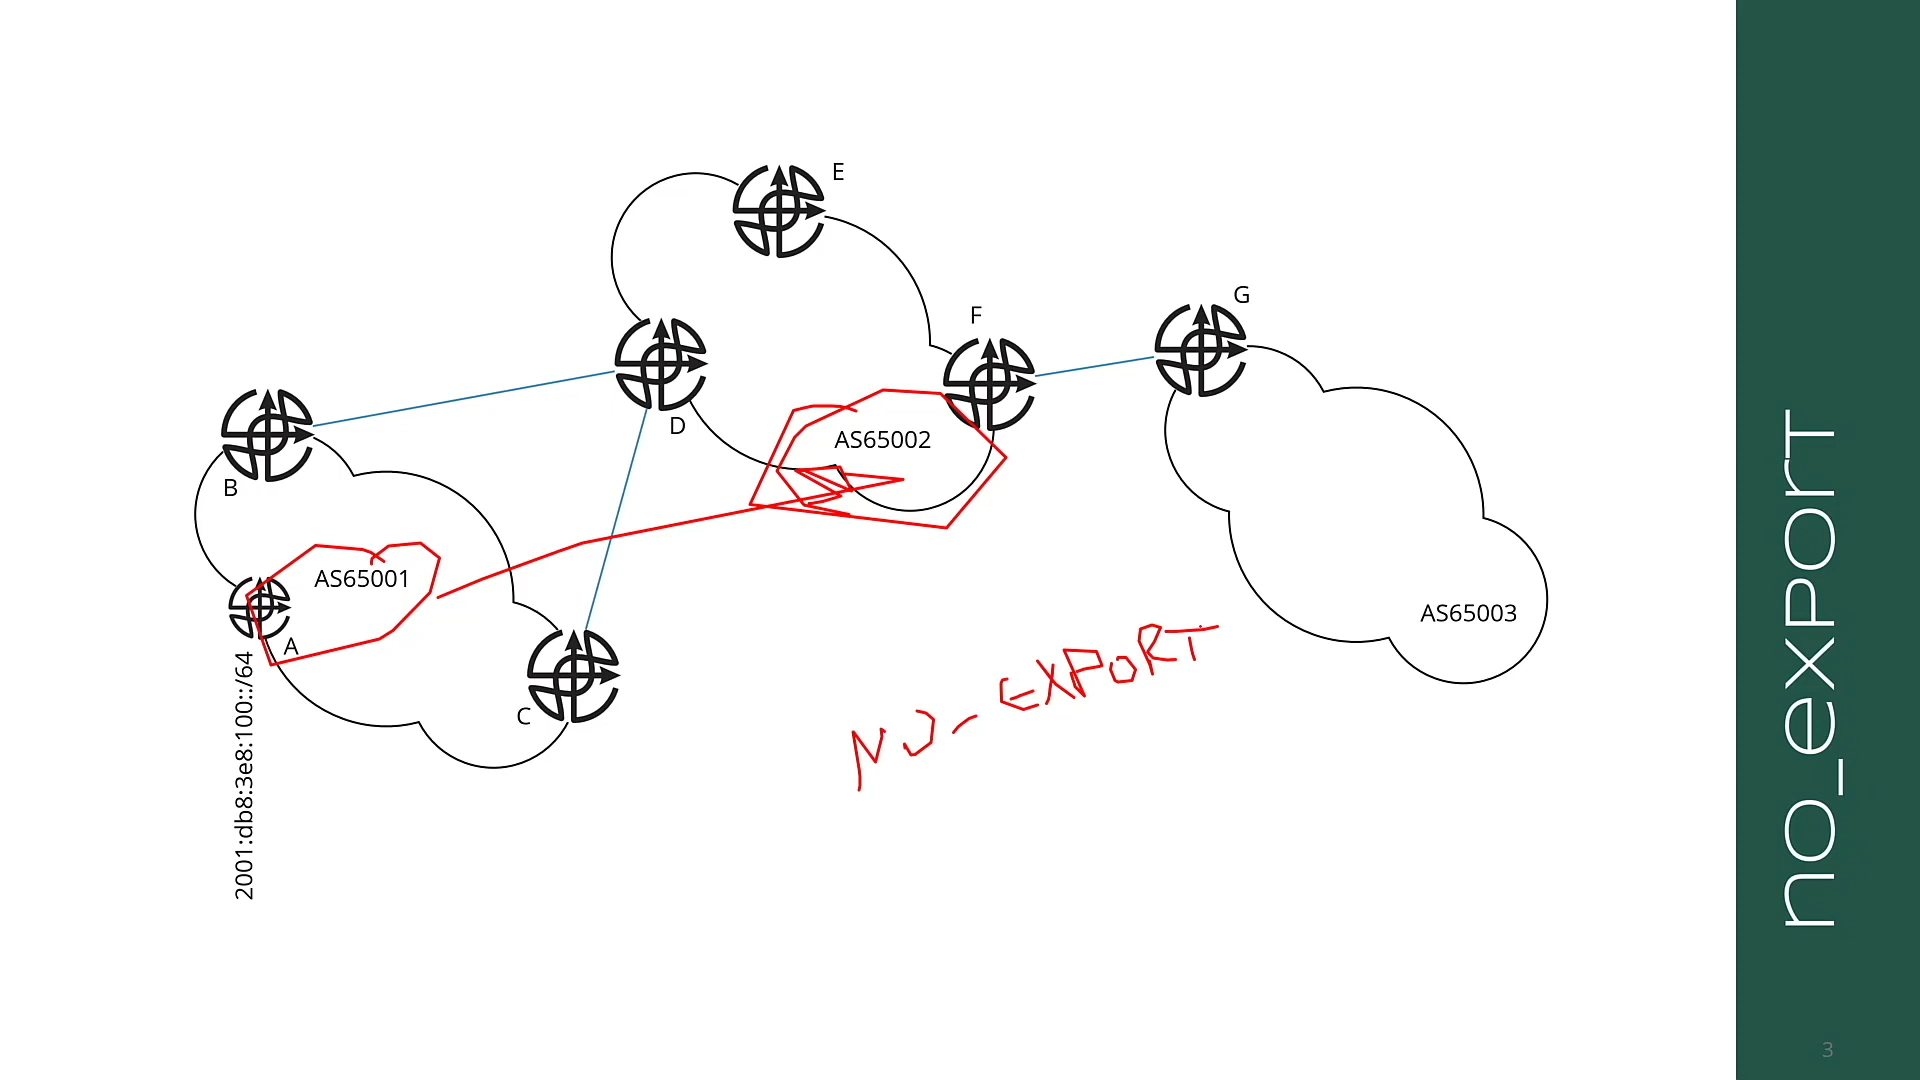 E
G
F
D
AS65002
B
AS65001
AS65003
A
C
2001:db8:3e8:100::/64
NO-EXPORT
no_export
3